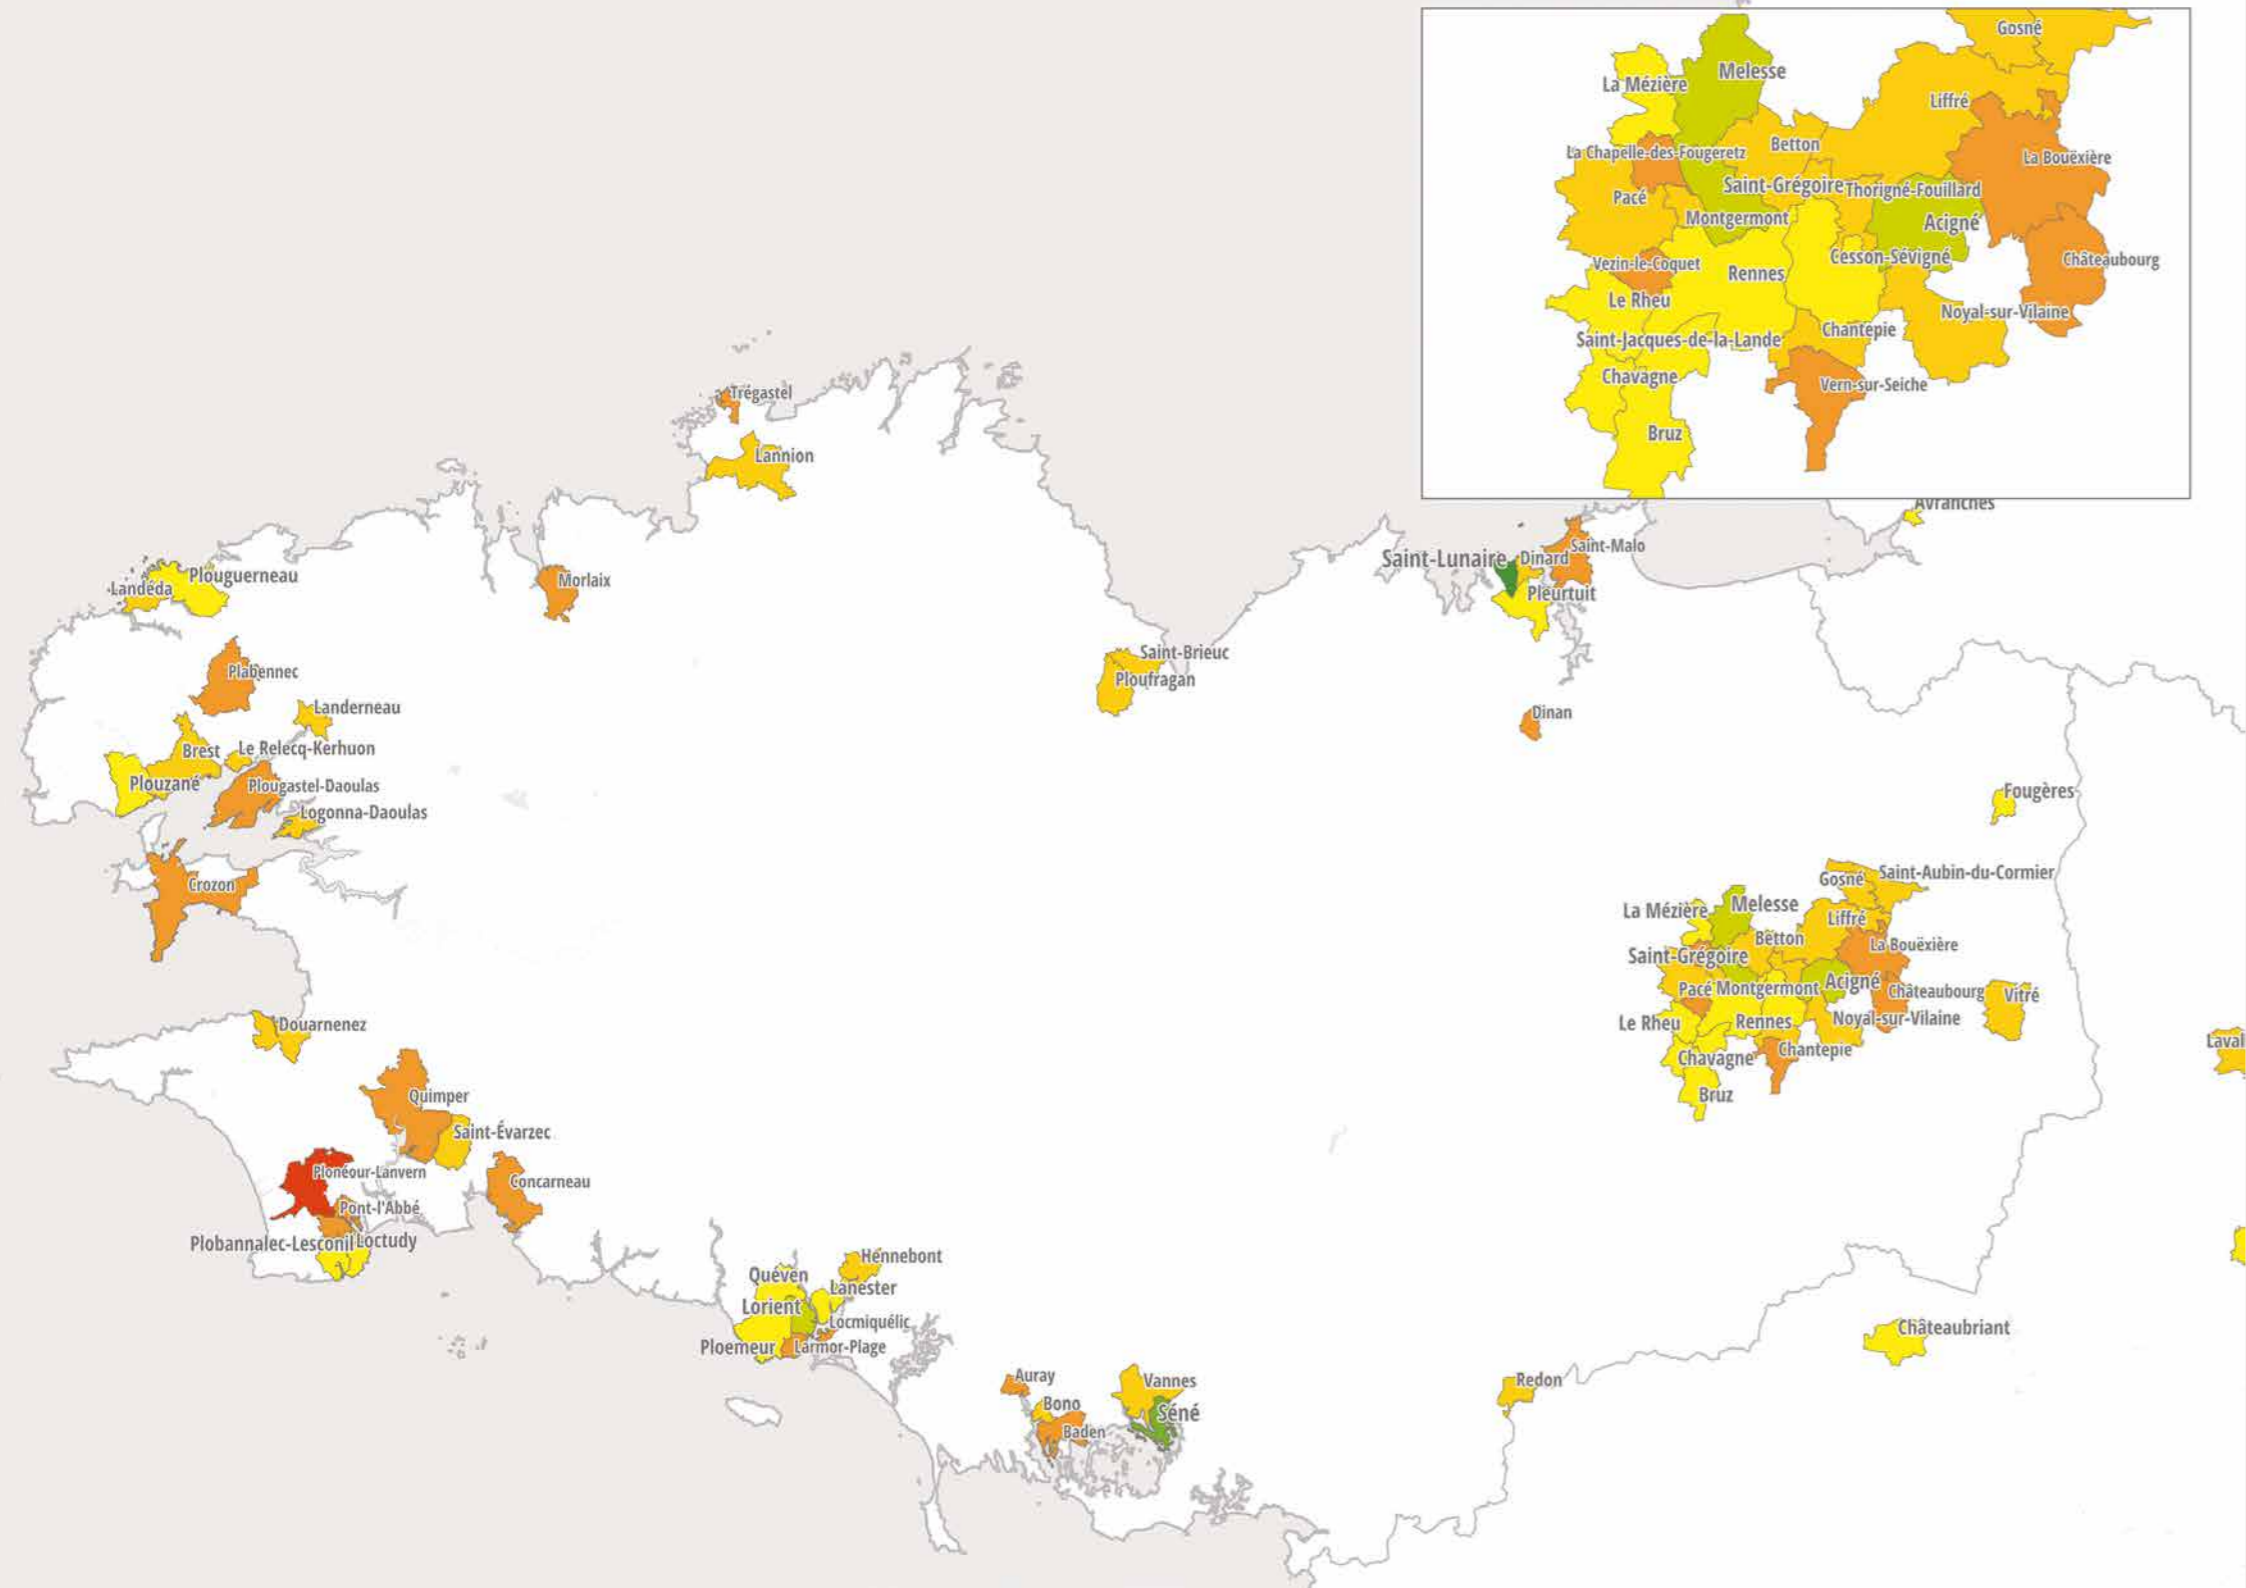 Gosné
Melesse
La Mézière
Liffré
Betton
La Chapelle-des-Fougeretz
La Bouëxière
Saint-Grégoire
Thorigné-Fouillard
Pacé
Montgermont
Acigné
Cesson-Sévigné
Châteaubourg
Vezin-le-Coquet
Rennes
Le Rheu
Noyal-sur-Vilaine
Chantepie
Saint-Jacques-de-la-Lande
Chavagne
Vern-sur-Seiche
Bruz
Trégastel
Lannion
Avranches
Saint-Malo
Saint-Lunaire
Dinard
Pleurtuit
Plouguerneau
Landéda
Morlaix
Saint-Brieuc
Ploufragan
Plabennec
Landerneau
Dinan
Brest
Le Relecq-Kerhuon
Plouzané
Plougastel-Daoulas
Logonna-Daoulas
Fougères
Crozon
Saint-Aubin-du-Cormier
Gosné
La Mézière
Melesse
Liffré
Betton
La Bouëxière
Saint-Grégoire
Acigné
Pacé
Montgermont
Châteaubourg
Vitré
Le Rheu
Rennes
Noyal-sur-Vilaine
Douarnenez
Laval
Chavagne
Chantepie
Bruz
Quimper
Saint-Évarzec
Plonéour-Lanvern
Concarneau
Pont-l'Abbé
Plobannalec-Lesconil
Loctudy
Hennebont
Quéven
Lanester
Lorient
Locmiquélic
Ploemeur
Larmor-Plage
Châteaubriant
Auray
Vannes
Redon
Bono
Séné
Baden